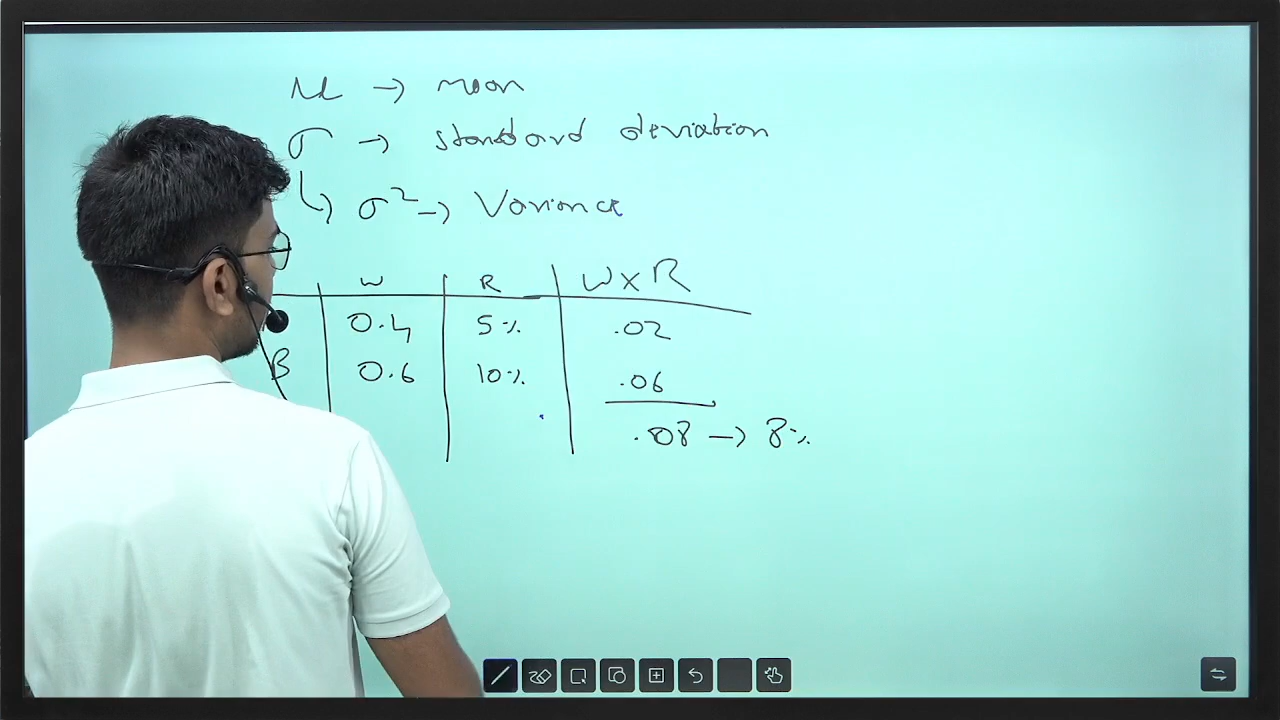 μ → mean
σ → standard deviation
↳ σ² → Variance
W R W x R
0.4 5% .02
B 0.6 10% .06
.08 → 8%